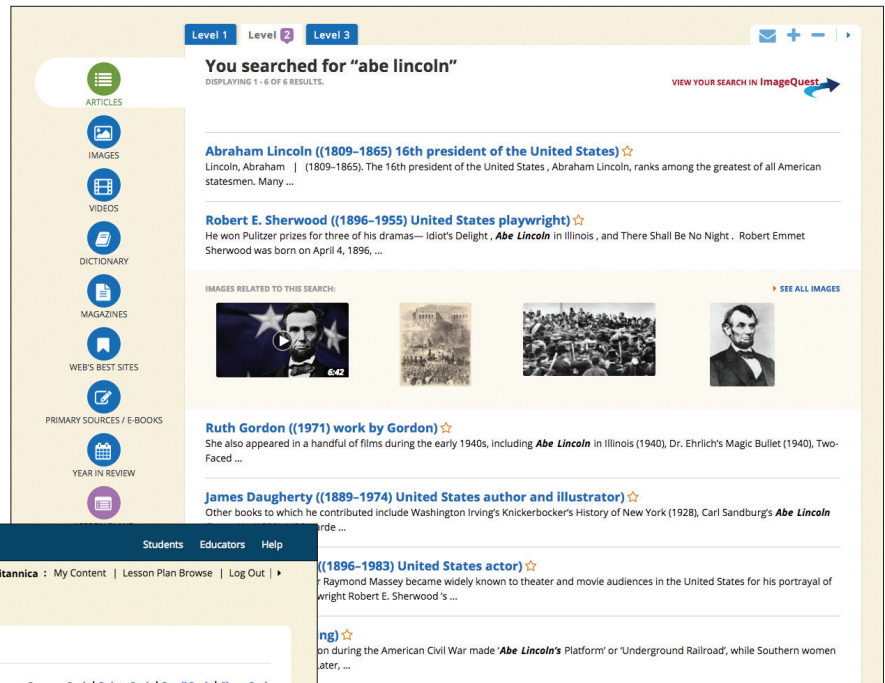 Level 1
Level 2
Level 3
You searched for “abe lincoln”
DISPLAYING 1 - 6 OF 6 RESULTS.
VIEW YOUR SEARCH IN ImageQuest
ARTICLES
IMAGES
VIDEOS
DICTIONARY
MAGAZINES
WEB'S BEST SITES
PRIMARY SOURCES / E-BOOKS
YEAR IN REVIEW
Abraham Lincoln ((1809–1865) 16th president of the United States)
Lincoln, Abraham | (1809–1865). The 16th president of the United States , Abraham Lincoln, ranks among the greatest of all American
statesmen. Many ...
Robert E. Sherwood ((1896–1955) United States playwright)
He won Pulitzer prizes for three of his dramas— Idiot's Delight , Abe Lincoln in Illinois , and There Shall Be No Night . Robert Emmet
Sherwood was born on April 4, 1896, ...
IMAGES RELATED TO THIS SEARCH:
SEE ALL IMAGES
6:42
Ruth Gordon ((1971) work by Gordon)
She also appeared in a handful of films during the early 1940s, including Abe Lincoln in Illinois (1940), Dr. Ehrlich's Magic Bullet (1940), Two-
Faced ...
James Daugherty ((1889–1974) United States author and illustrator)
Other books to which he contributed include Washington Irving's Knickerbocker's History of New York (1928), Carl Sandburg's Abe Lincoln
arde ...
((1896–1983) United States actor)
Raymond Massey became widely known to theater and movie audiences in the United States for his portrayal of
wright Robert E. Sherwood 's ...
ng)
on during the American Civil War made 'Abe Lincoln's Platform' or 'Underground Railroad', while Southern women
ater, ...
Students Educators Help
itannica : My Content | Lesson Plan Browse | Log Out |